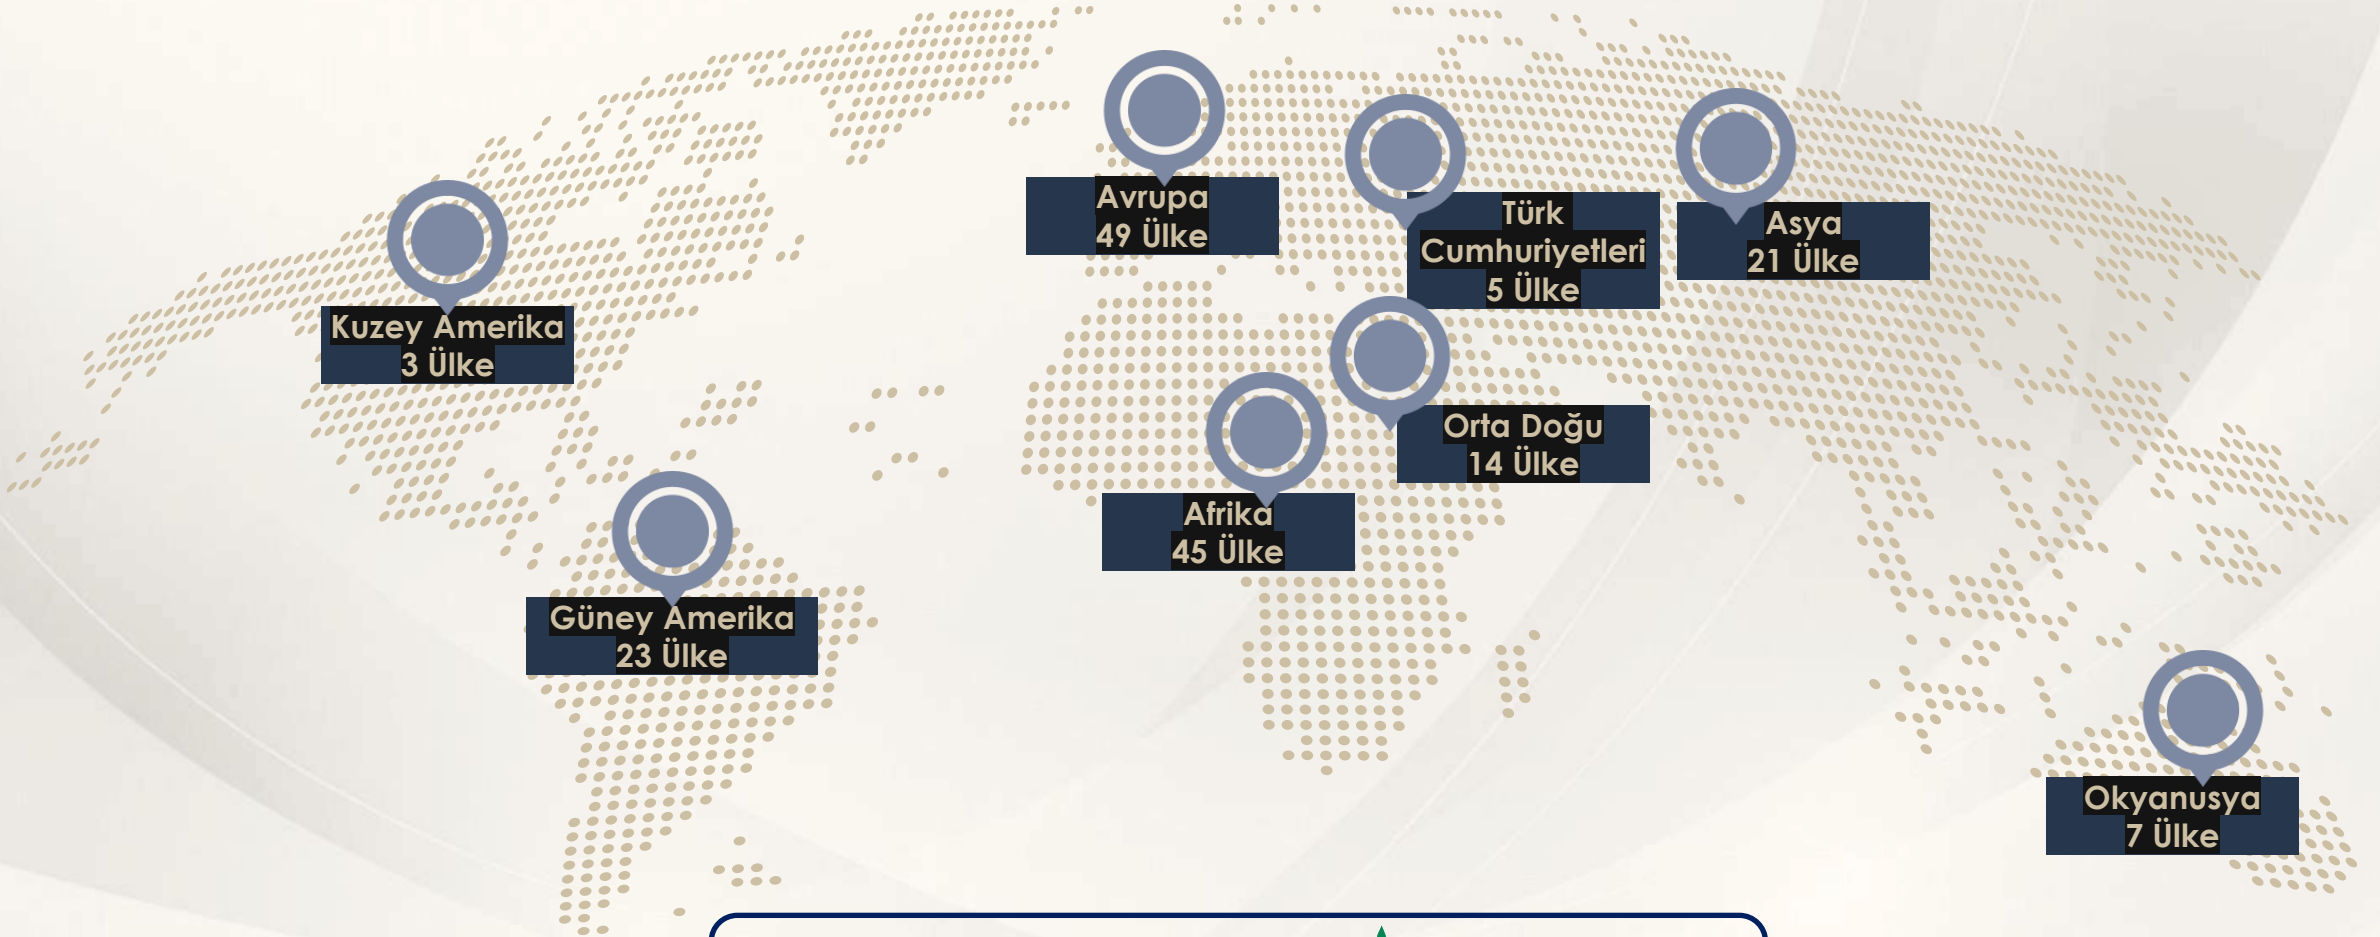 Avrupa
49 Ülke
Türk
Cumhuriyetleri
5 Ülke
Asya
21 Ülke
Kuzey Amerika
3 Ülke
Orta Doğu
14 Ülke
Afrika
45 Ülke
Güney Amerika
23 Ülke
Okyanusya
7 Ülke